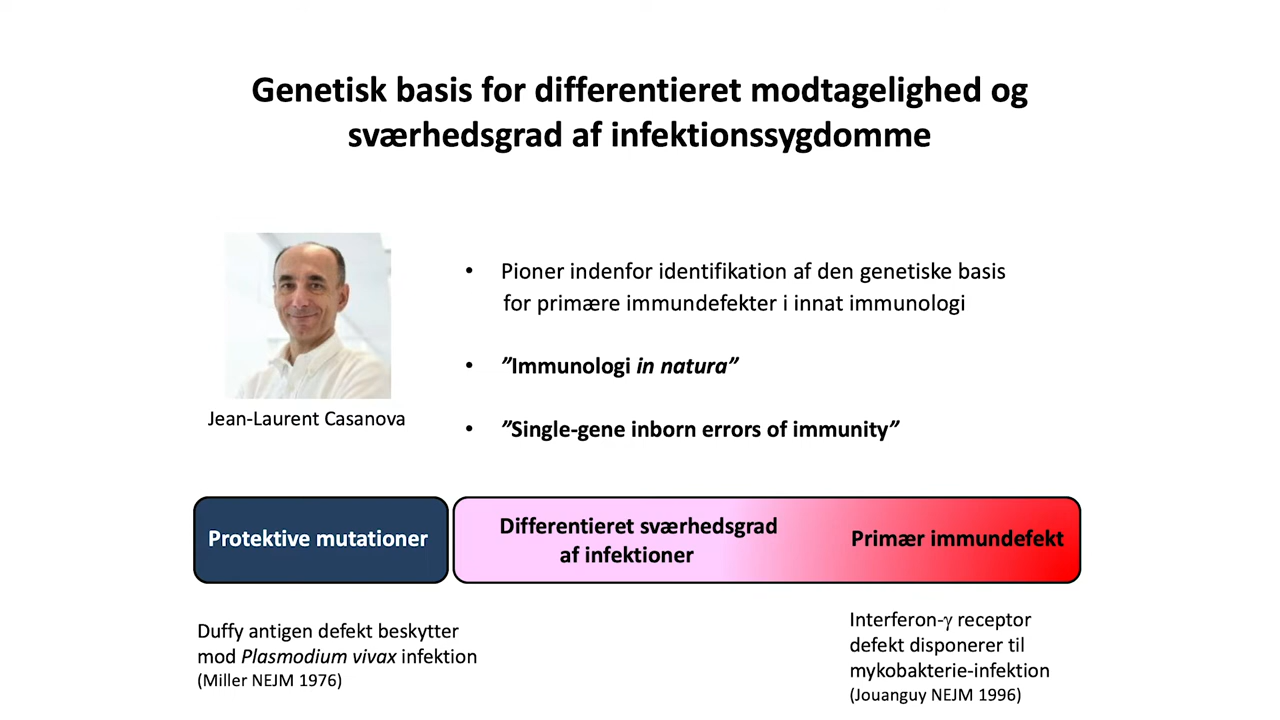 Genetisk basis for differentieret modtagelighed og
sværhedsgrad af infektionssygdomme
Jean-Laurent Casanova
• Pioner indenfor identifikation af den genetiske basis
for primære immundefekter i innat immunologi
• ”Immunologi in natura”
• ”Single-gene inborn errors of immunity”
Protektive mutationer
Differentieret sværhedsgrad
af infektioner
Primær immundefekt
Duffy antigen defekt beskytter
mod Plasmodium vivax infektion
(Miller NEJM 1976)
Interferon-γ receptor
defekt disponerer til
mykobakterie-infektion
(Jouanguy NEJM 1996)